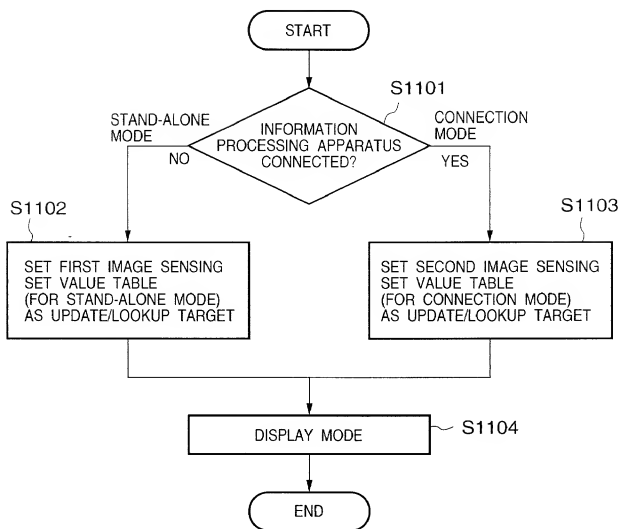 START
S1101
STAND-ALONE
MODE
NO
INFORMATION
PROCESSING APPARATUS
CONNECTED?
CONNECTION
MODE
YES
S1102
SET FIRST IMAGE SENSING
SET VALUE TABLE
(FOR STAND-ALONE MODE)
AS UPDATE/LOOKUP TARGET
S1103
SET SECOND IMAGE SENSING
SET VALUE TABLE
(FOR CONNECTION MODE)
AS UPDATE/LOOKUP TARGET
DISPLAY MODE
S1104
END